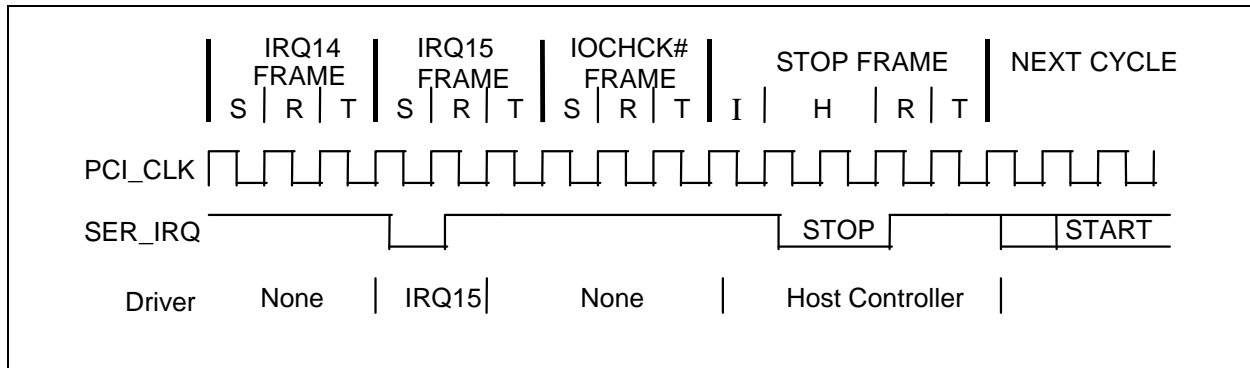 IRQ14 FRAME
IRQ15 FRAME
IOCHCK# FRAME
STOP FRAME
NEXT CYCLE
S R T S R T S R T I H R T
PCI_CLK
SER_IRQ STOP START
Driver None IRQ15 None Host Controller